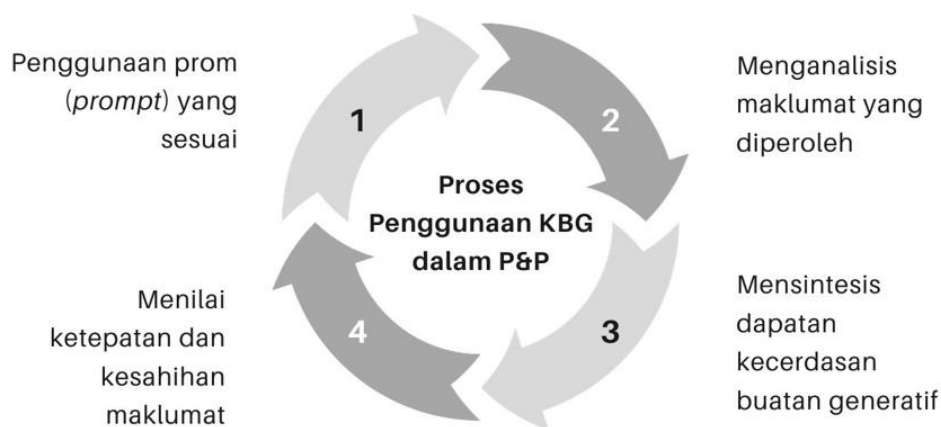 Penggunaan prom
(prompt) yang
sesuai
1
2
Menganalisis
maklumat yang
diperoleh
Proses
Penggunaan KBG
dalam P&P
3
Mensintesis
dapatan
kecerdasan
buatan generatif
4
Menilai
ketepatan dan
kesahihan
maklumat